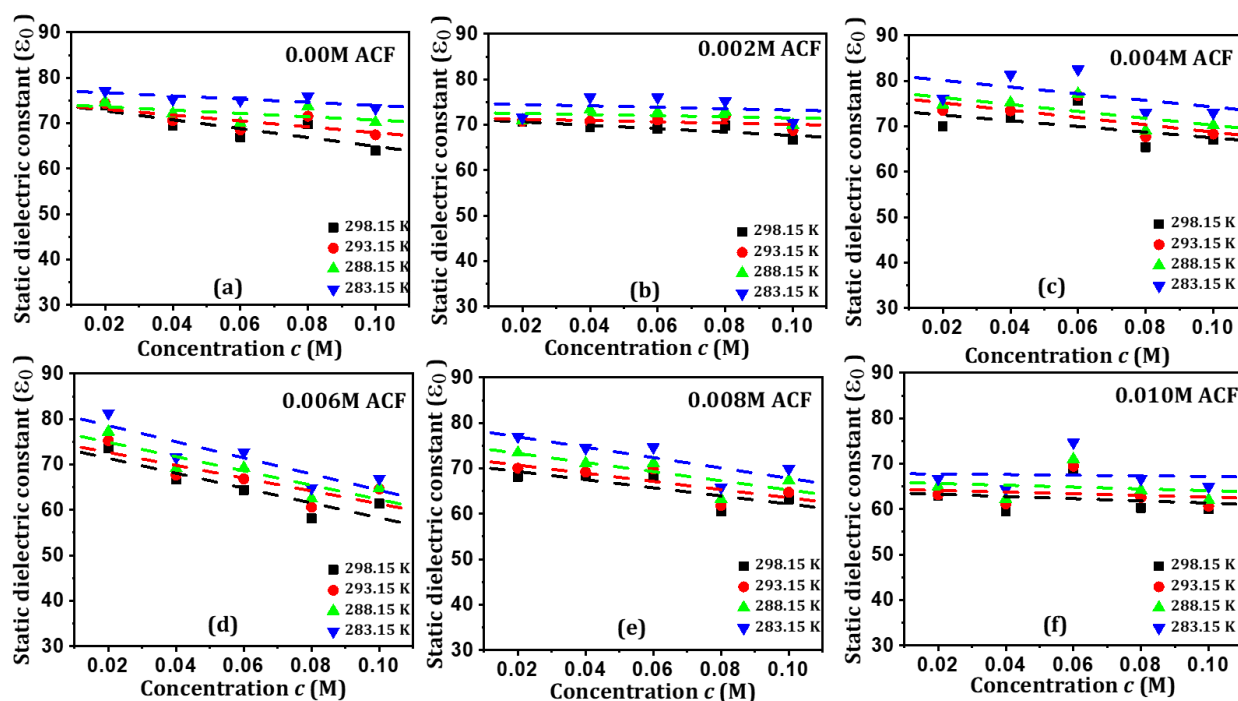 Static dielectric constant (ε0)
90
80
70
60
50
40
30
0.00M ACF
298.15 K
293.15 K
288.15 K
283.15 K
(a)
0.02 0.04 0.06 0.08 0.10
Concentration c (M)
Static dielectric constant (ε0)
90
80
70
60
50
40
30
0.002M ACF
298.15 K
293.15 K
288.15 K
283.15 K
(b)
0.02 0.04 0.06 0.08 0.10
Concentration c (M)
Static dielectric constant (ε0)
90
80
70
60
50
40
30
0.004M ACF
298.15 K
293.15 K
288.15 K
283.15 K
(c)
0.02 0.04 0.06 0.08 0.10
Concentration c (M)
Static dielectric constant (ε0)
90
80
70
60
50
40
30
0.006M ACF
298.15 K
293.15 K
288.15 K
283.15 K
(d)
0.02 0.04 0.06 0.08 0.10
Concentration c (M)
Static dielectric constant (ε0)
90
80
70
60
50
40
30
0.008M ACF
298.15 K
293.15 K
288.15 K
283.15 K
(e)
0.02 0.04 0.06 0.08 0.10
Concentration c (M)
Static dielectric constant (ε0)
90
80
70
60
50
40
30
0.010M ACF
298.15 K
293.15 K
288.15 K
283.15 K
(f)
0.02 0.04 0.06 0.08 0.10
Concentration c (M)